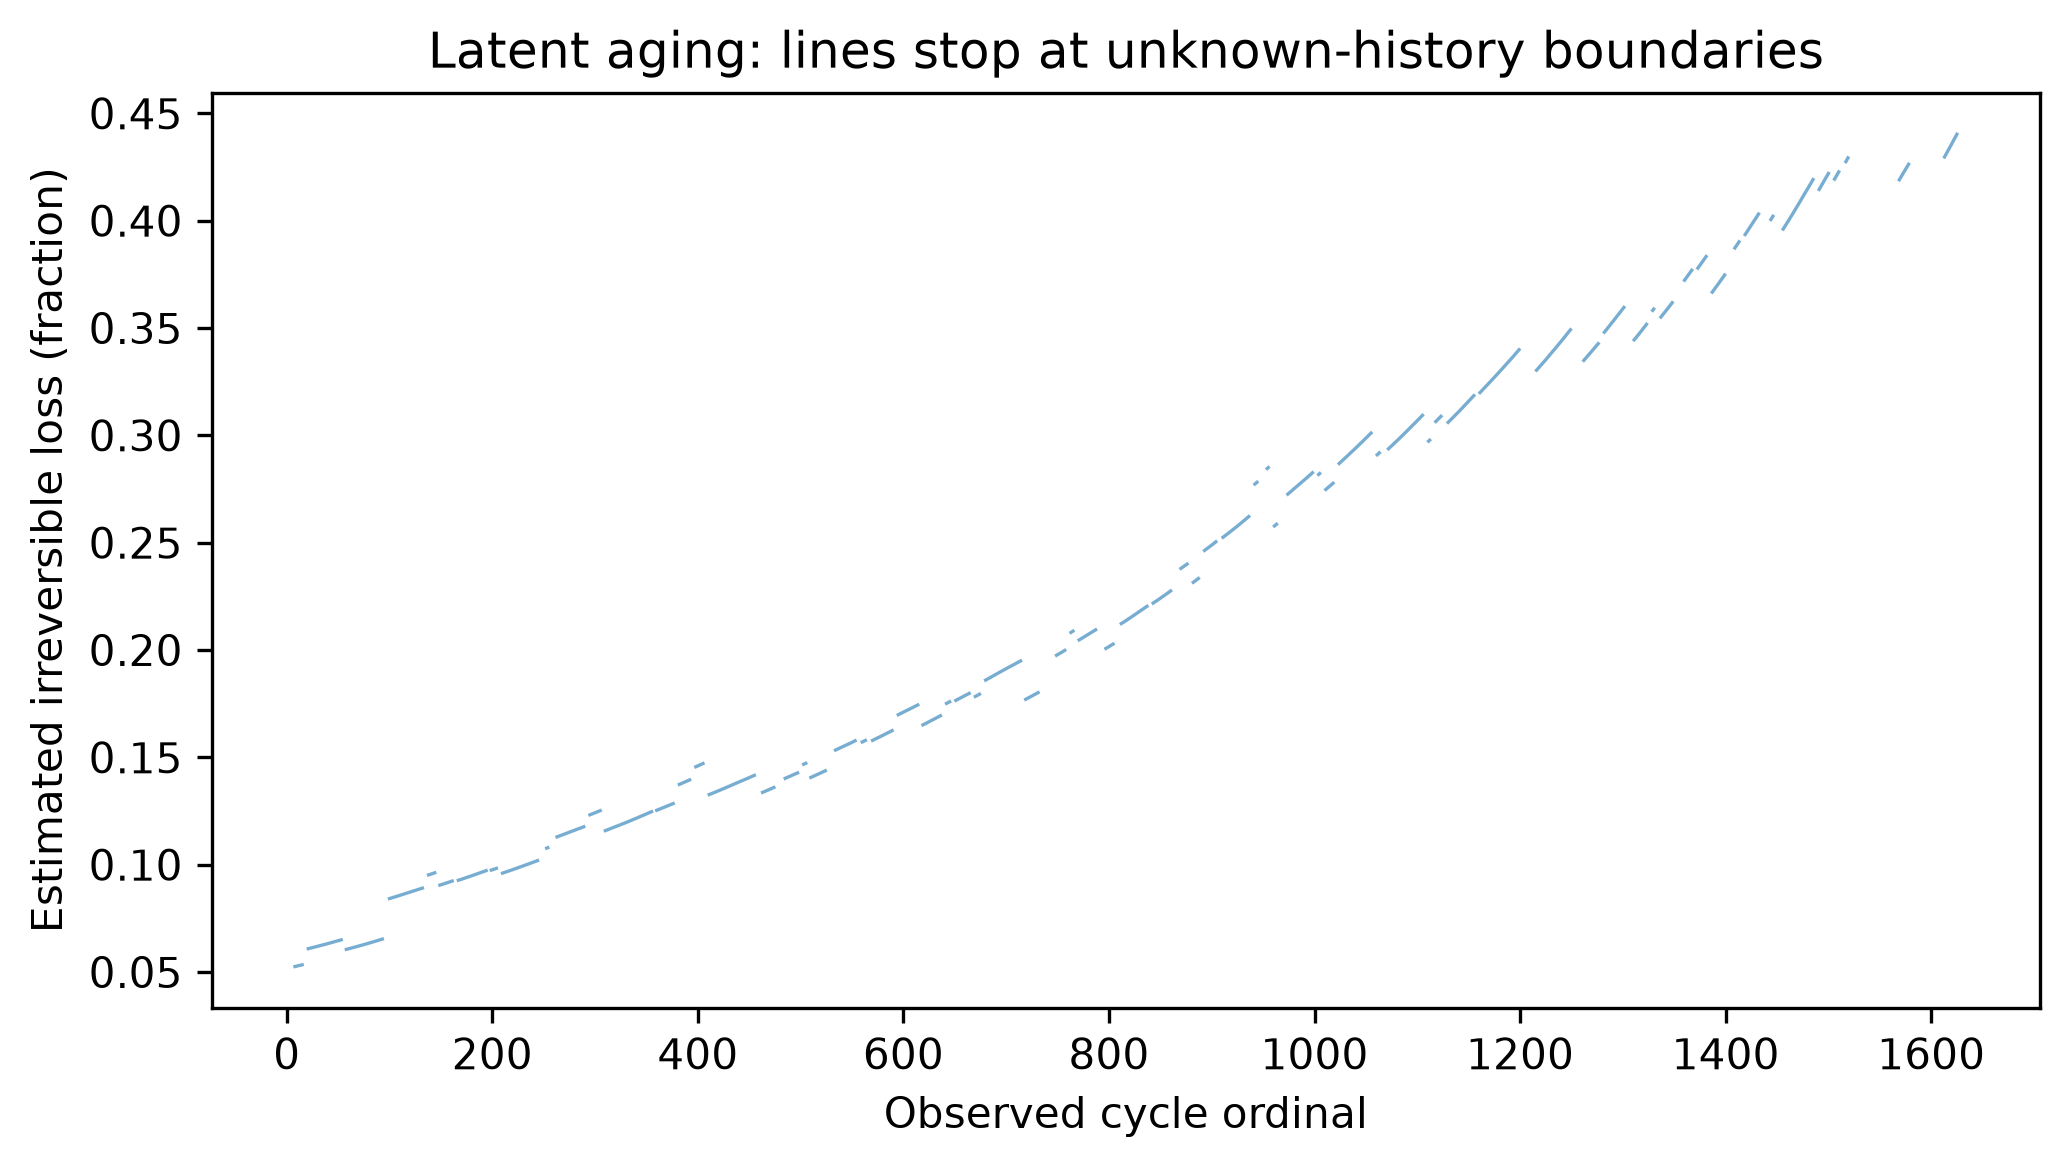 Latent aging: lines stop at unknown-history boundaries
Estimated irreversible loss (fraction)
0.45
0.40
0.35
0.30
0.25
0.20
0.15
0.10
0.05
0 200 400 600 800 1000 1200 1400 1600
Observed cycle ordinal